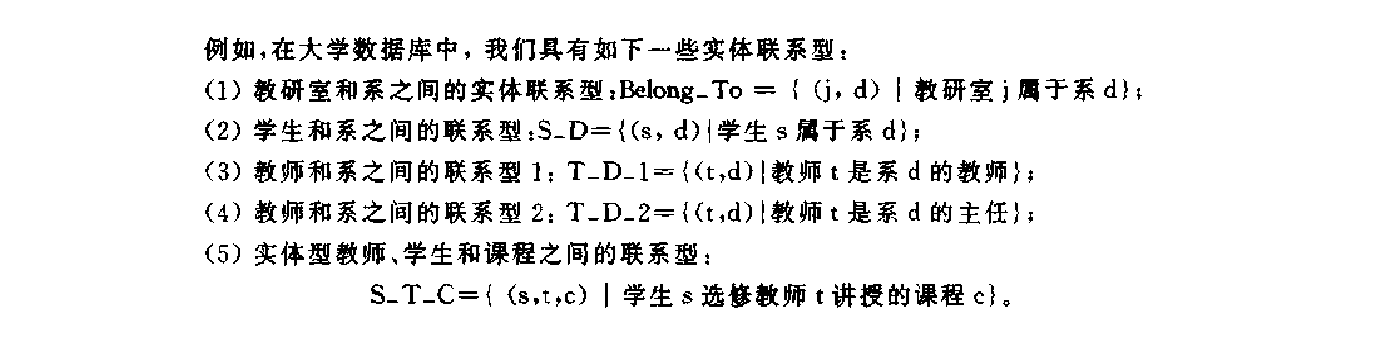 例如,在大学数据库中，我们具有如下一些实体联系型：
(1) 教研室和系之间的实体联系型：Belong_To = { (j, d) | 教研室 j 属于系 d};
(2) 学生和系之间的联系型：S_D={(s, d)|学生 s 属于系 d};
(3) 教师和系之间的联系型 1：T_D_1={(t,d)|教师 t 是系 d 的教师};
(4) 教师和系之间的联系型 2：T_D_2={(t,d)|教师 t 是系 d 的主任};
(5) 实体型教师、学生和课程之间的联系型：
S_T_C={ (s,t,c) | 学生 s 选修教师 t 讲授的课程 c}。